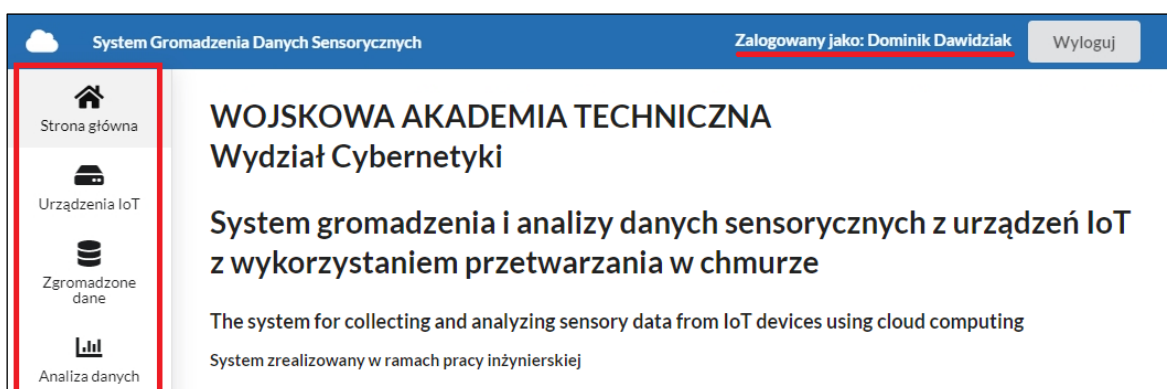 System Gromadzenia Danych Sensorycznych
Zalogowany jako: Dominik Dawidziak
Wyloguj
Strona główna
Urządzenia IoT
Zgromadzone
dane
Analiza danych
WOJSKOWA AKADEMIA TECHNICZNA
Wydział Cybernetyki
System gromadzenia i analizy danych sensorycznych z urządzeń IoT
z wykorzystaniem przetwarzania w chmurze
The system for collecting and analyzing sensory data from IoT devices using cloud computing
System zrealizowany w ramach pracy inżynierskiej